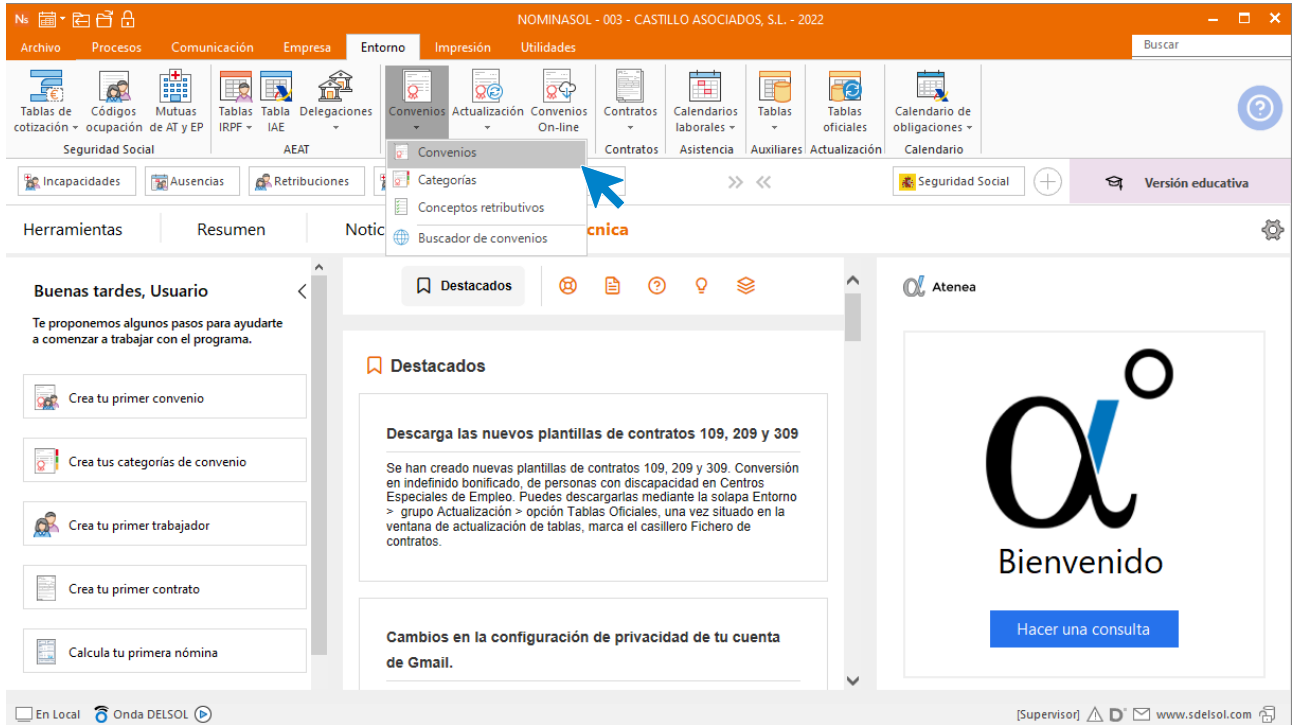 Ns
NOMINASOL - 003 - CASTILLO ASOCIADOS, S.L. - 2022
Archivo Procesos Comunicación Empresa Entorno Impresión Utilidades Buscar
Tablas de Códigos Mutuas Tablas Tabla Delegaciones Convenios Actualización Convenios Contratos Calendarios Tablas Tablas Calendario de
cotización ocupación de AT y EP IRPF IAE On-line laborales oficiales obligaciones
Seguridad Social AEAT Contratos Asistencia Auxiliares Actualización Calendario
Convenios
Categorías
Conceptos retributivos
Buscador de convenios
Incapacidades Ausencias Retribuciones Seguridad Social Versión educativa
Herramientas Resumen Notic cnica
Buenas tardes, Usuario
Te proponemos algunos pasos para ayudarte
a comenzar a trabajar con el programa.
Crea tu primer convenio
Crea tus categorías de convenio
Crea tu primer trabajador
Crea tu primer contrato
Calcula tu primera nómina
Destacados
Destacados
Descarga las nuevos plantillas de contratos 109, 209 y 309
Se han creado nuevas plantillas de contratos 109, 209 y 309. Conversión
en indefinido bonificado, de personas con discapacidad en Centros
Especiales de Empleo. Puedes descargarlas mediante la solapa Entorno
> grupo Actualización > opción Tablas Oficiales, una vez situado en la
ventana de actualización de tablas, marca el casillero Fichero de
contratos.
Cambios en la configuración de privacidad de tu cuenta
de Gmail.
Atenea
Bienvenido
Hacer una consulta
En Local Onda DELSOL [Supervisor] D www.sdelsol.com